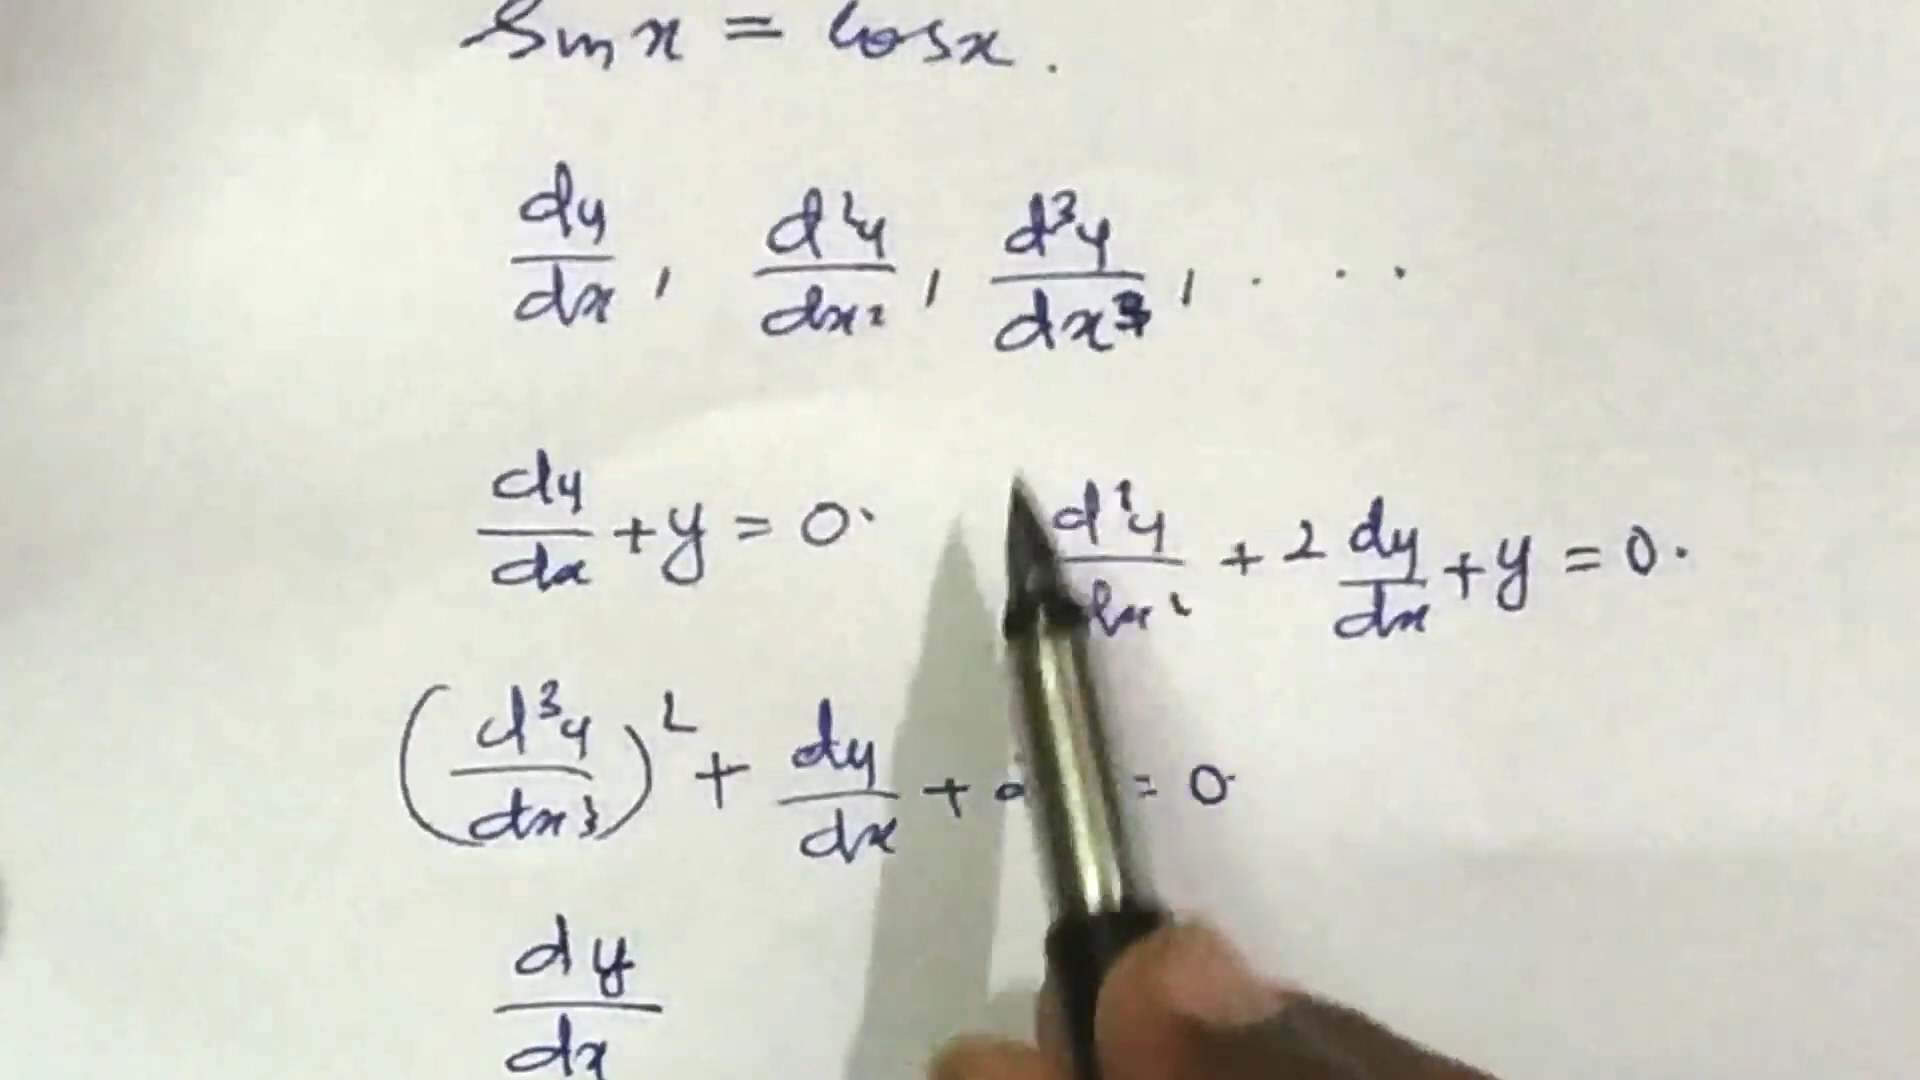 Sin x = cos x .
dy/dx , d²y/dx² , d³y/dx³ , . . .
dy/dx + y = 0. d²y/dx² + 2 dy/dx + y = 0.
(d³y/dx³)² + dy/dx + = 0.
dy/dx